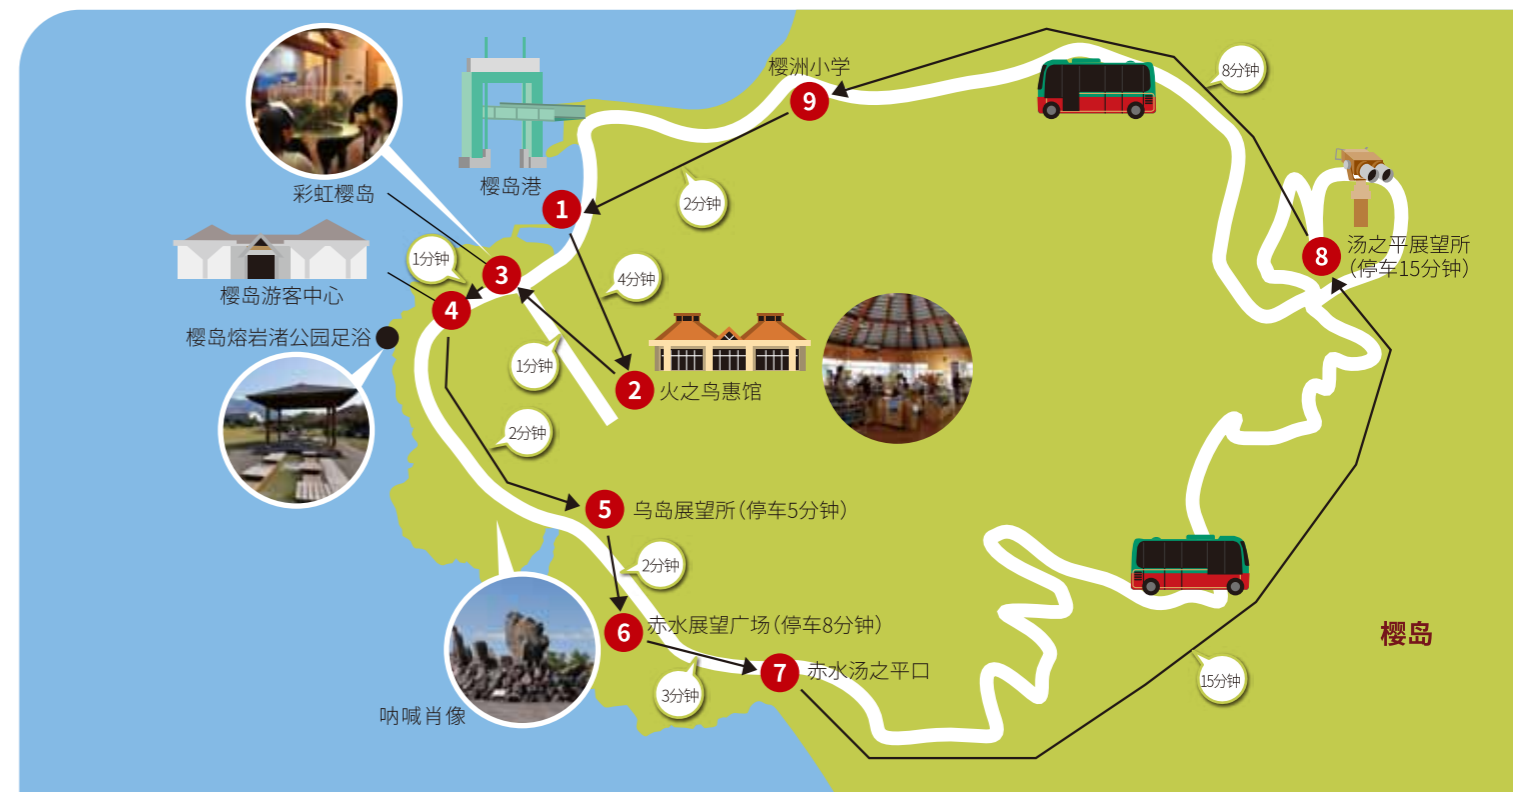 樱洲小学
9
8分钟
彩虹樱岛
樱岛港
1
2分钟
汤之平展望所
（停车15分钟）
8
樱岛游客中心
1分钟
3
4
4分钟
樱岛熔岩渚公园足浴
1分钟
2
火之鸟惠馆
2分钟
5
乌岛展望所（停车5分钟）
2分钟
6
赤水展望广场（停车8分钟）
樱岛
7
赤水汤之平口
3分钟
15分钟
呐喊肖像